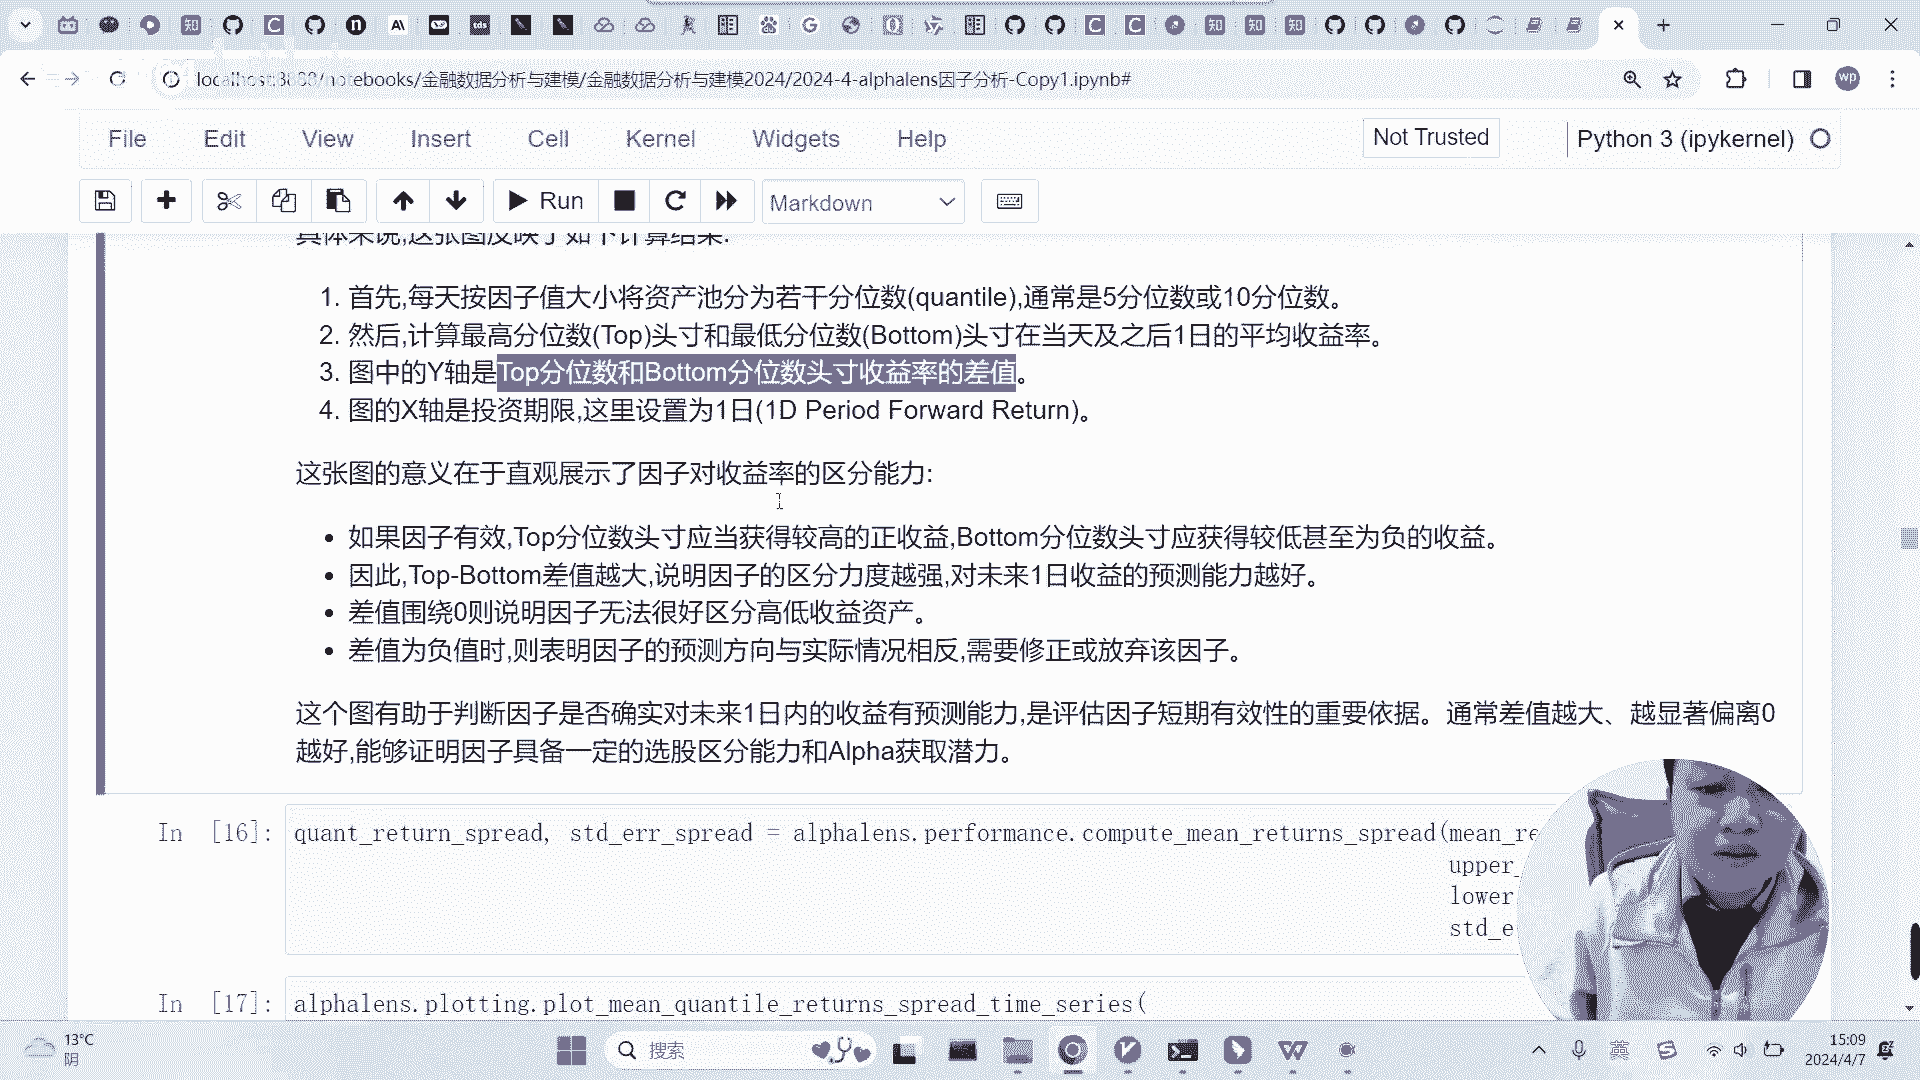 localhost:8888/notebooks/金融数据分析与建模/金融数据分析与建模2024/2024-4-alphalens因子分析-Copy1.ipynb#
wp
File Edit View Insert Cell Kernel Widgets Help
Not Trusted
Python 3 (ipykernel)
Run
Markdown
具体来说,这张图反映了如下计算结果:
1. 首先,每天按因子值大小将资产池分为若干分位数(quantile),通常是5分位数或10分位数。
2. 然后,计算最高分位数(Top)头寸和最低分位数(Bottom)头寸在当天及之后1日的平均收益率。
3. 图中的Y轴是Top分位数和Bottom分位数头寸收益率的差值。
4. 图的X轴是投资期限,这里设置为1日(1D Period Forward Return)。
这张图的意义在于直观展示了因子对收益率的区分能力:
• 如果因子有效,Top分位数头寸应当获得较高的正收益,Bottom分位数头寸应获得较低甚至为负的收益。
• 因此,Top-Bottom差值越大,说明因子的区分力度越强,对未来1日收益的预测能力越好。
• 差值围绕0则说明因子无法很好区分高低收益资产。
• 差值为负值时,则表明因子的预测方向与实际情况相反,需要修正或放弃该因子。
这个图有助于判断因子是否确实对未来1日内的收益有预测能力,是评估因子短期有效性的重要依据。通常差值越大、越显著偏离0
越好,能够证明因子具备一定的选股区分能力和Alpha获取潜力。
In [16]: quant_return_spread, std_err_spread = alphalens.performance.compute_mean_returns_spread(mean_re
upper_
lower
std_e
In [17]: alphalens.plotting.plot_mean_quantile_returns_spread_time_series(
13°C
阴
搜索
英
15:09
2024/4/7